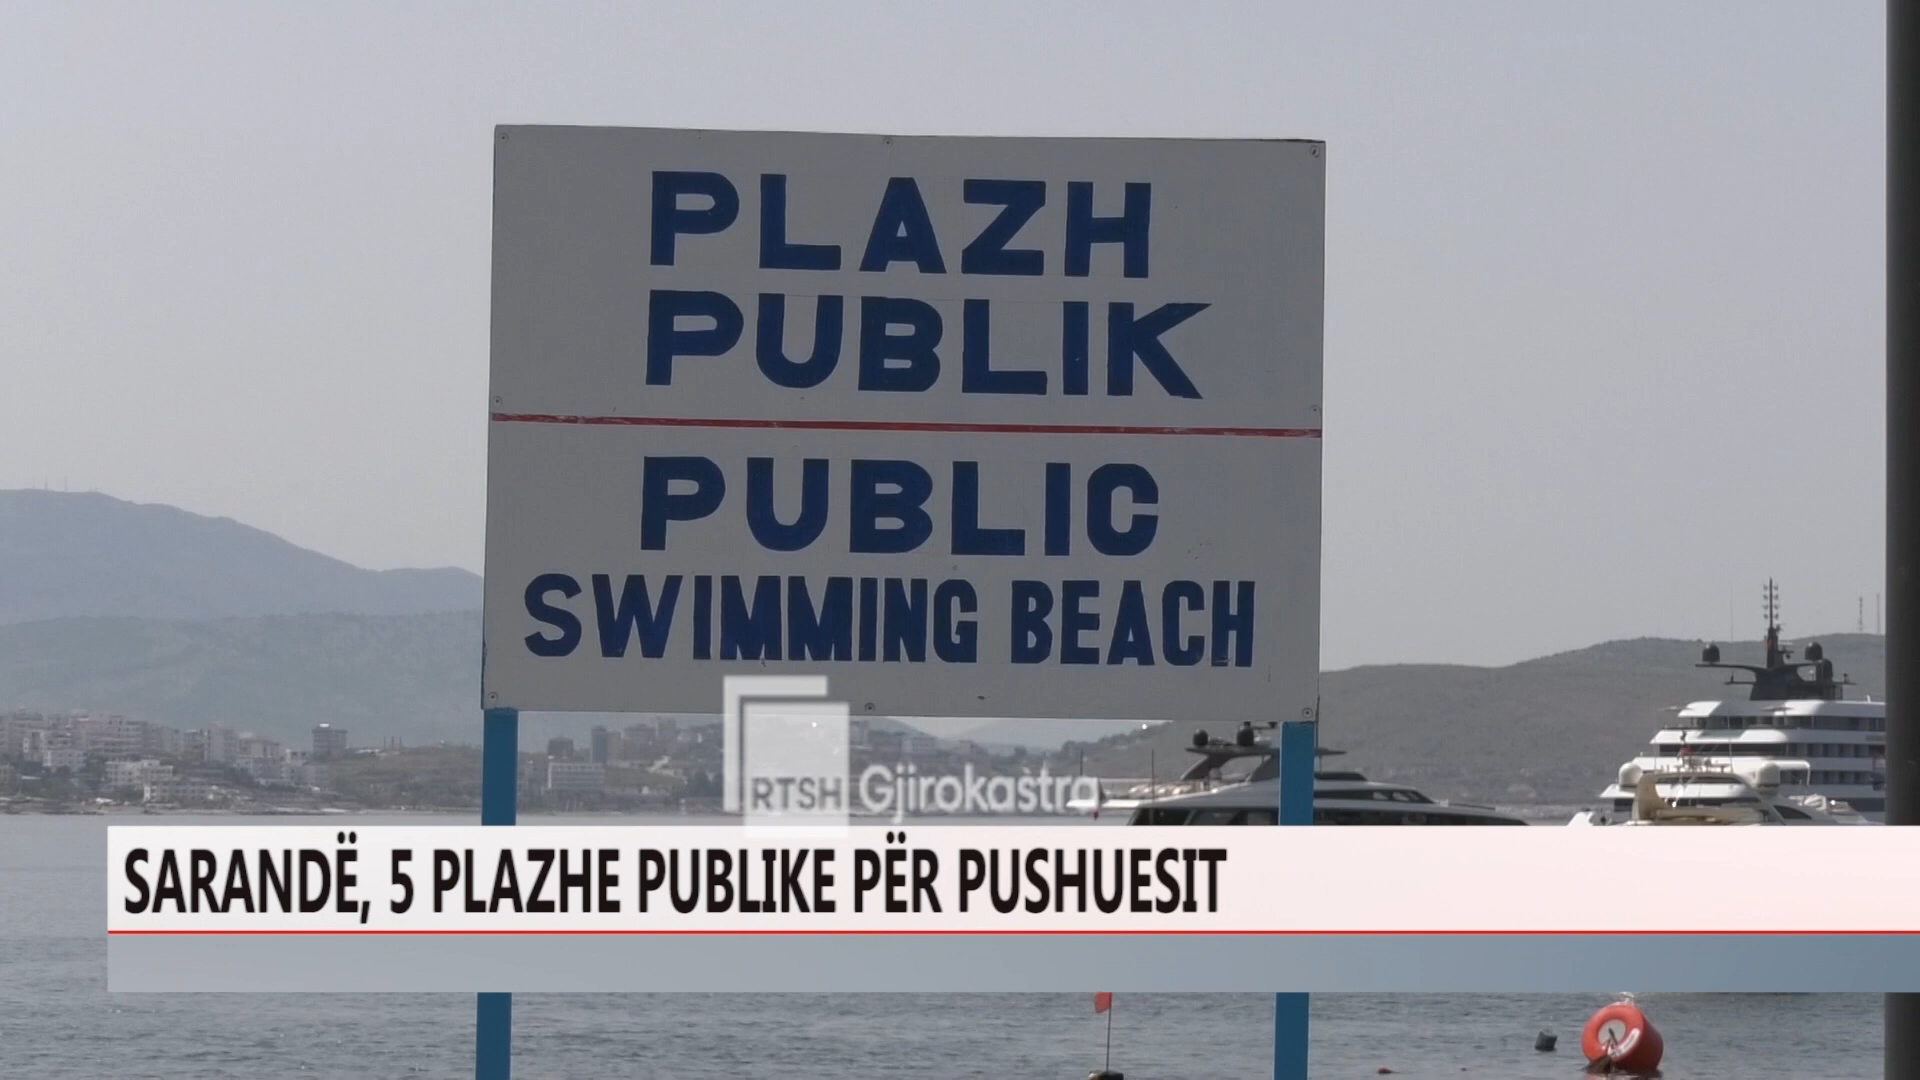 PLAZH
PUBLIK
PUBLIC
SWIMMING BEACH
RTSH Gjirokastra
SARANDË, 5 PLAZHE PUBLIKE PËR PUSHUESIT